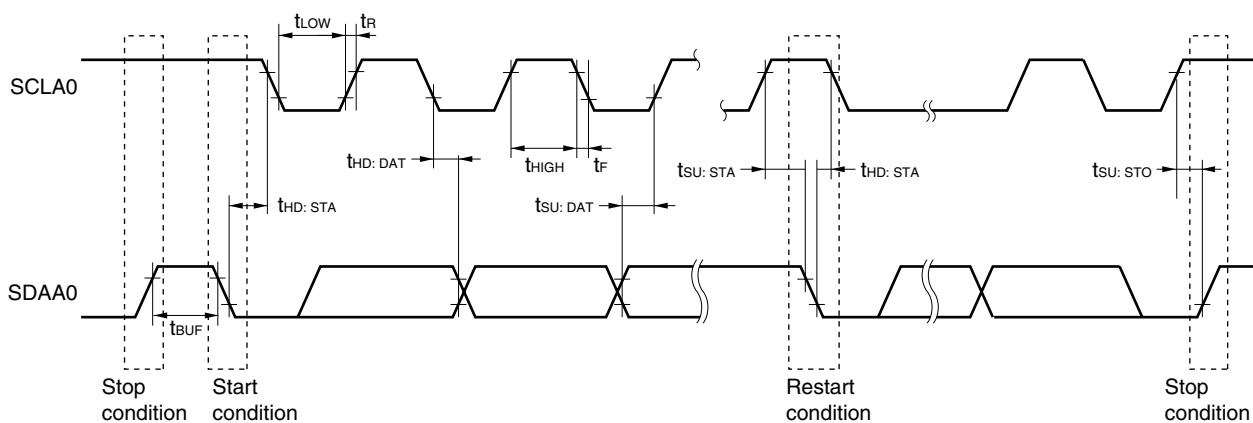 tLOW
tR
SCLA0
tHD: DAT
tHIGH
tF
tSU: STA
tHD: STA
tSU: STO
tHD: STA
tSU: DAT
SDAA0
tBUF
Stop
condition
Start
condition
Restart
condition
Stop
condition